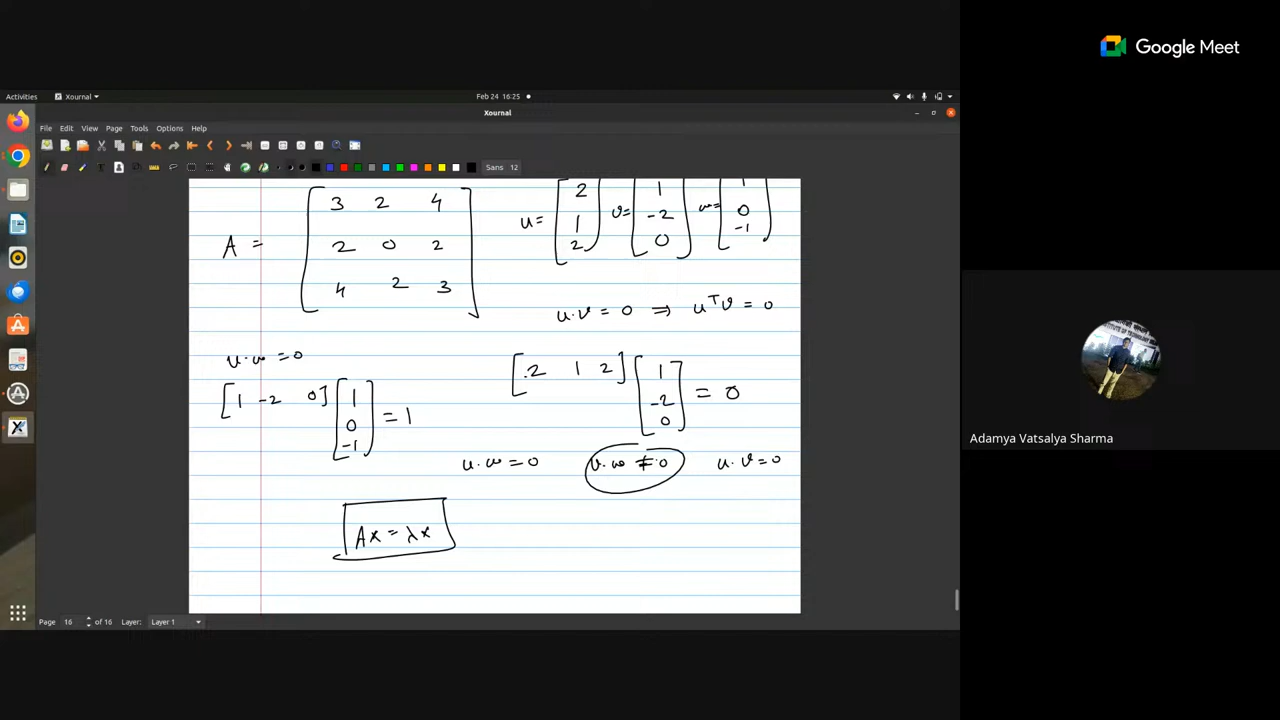 Google Meet
Activities Xournal Feb 24 16:25
Xournal
File Edit View Page Tools Options Help
Sans 12
A = [ 3 2 4
2 0 2
4 2 3 ]
u = [ 2
1
2 ] v = [ 1
-2
0 ] w = [ 1
0
-1 ]
u.v = 0 ⇒ uᵀv = 0
v.w = 0
[ 1 -2 0 ] [ 1
0
-1 ] = 1
[ 2 1 2 ] [ 1
-2
0 ] = 0
u.w = 0 v.w ≠ 0 u.v = 0
Ax = λx
Adamya Vatsalya Sharma
Page 16 of 16 Layer: Layer 1